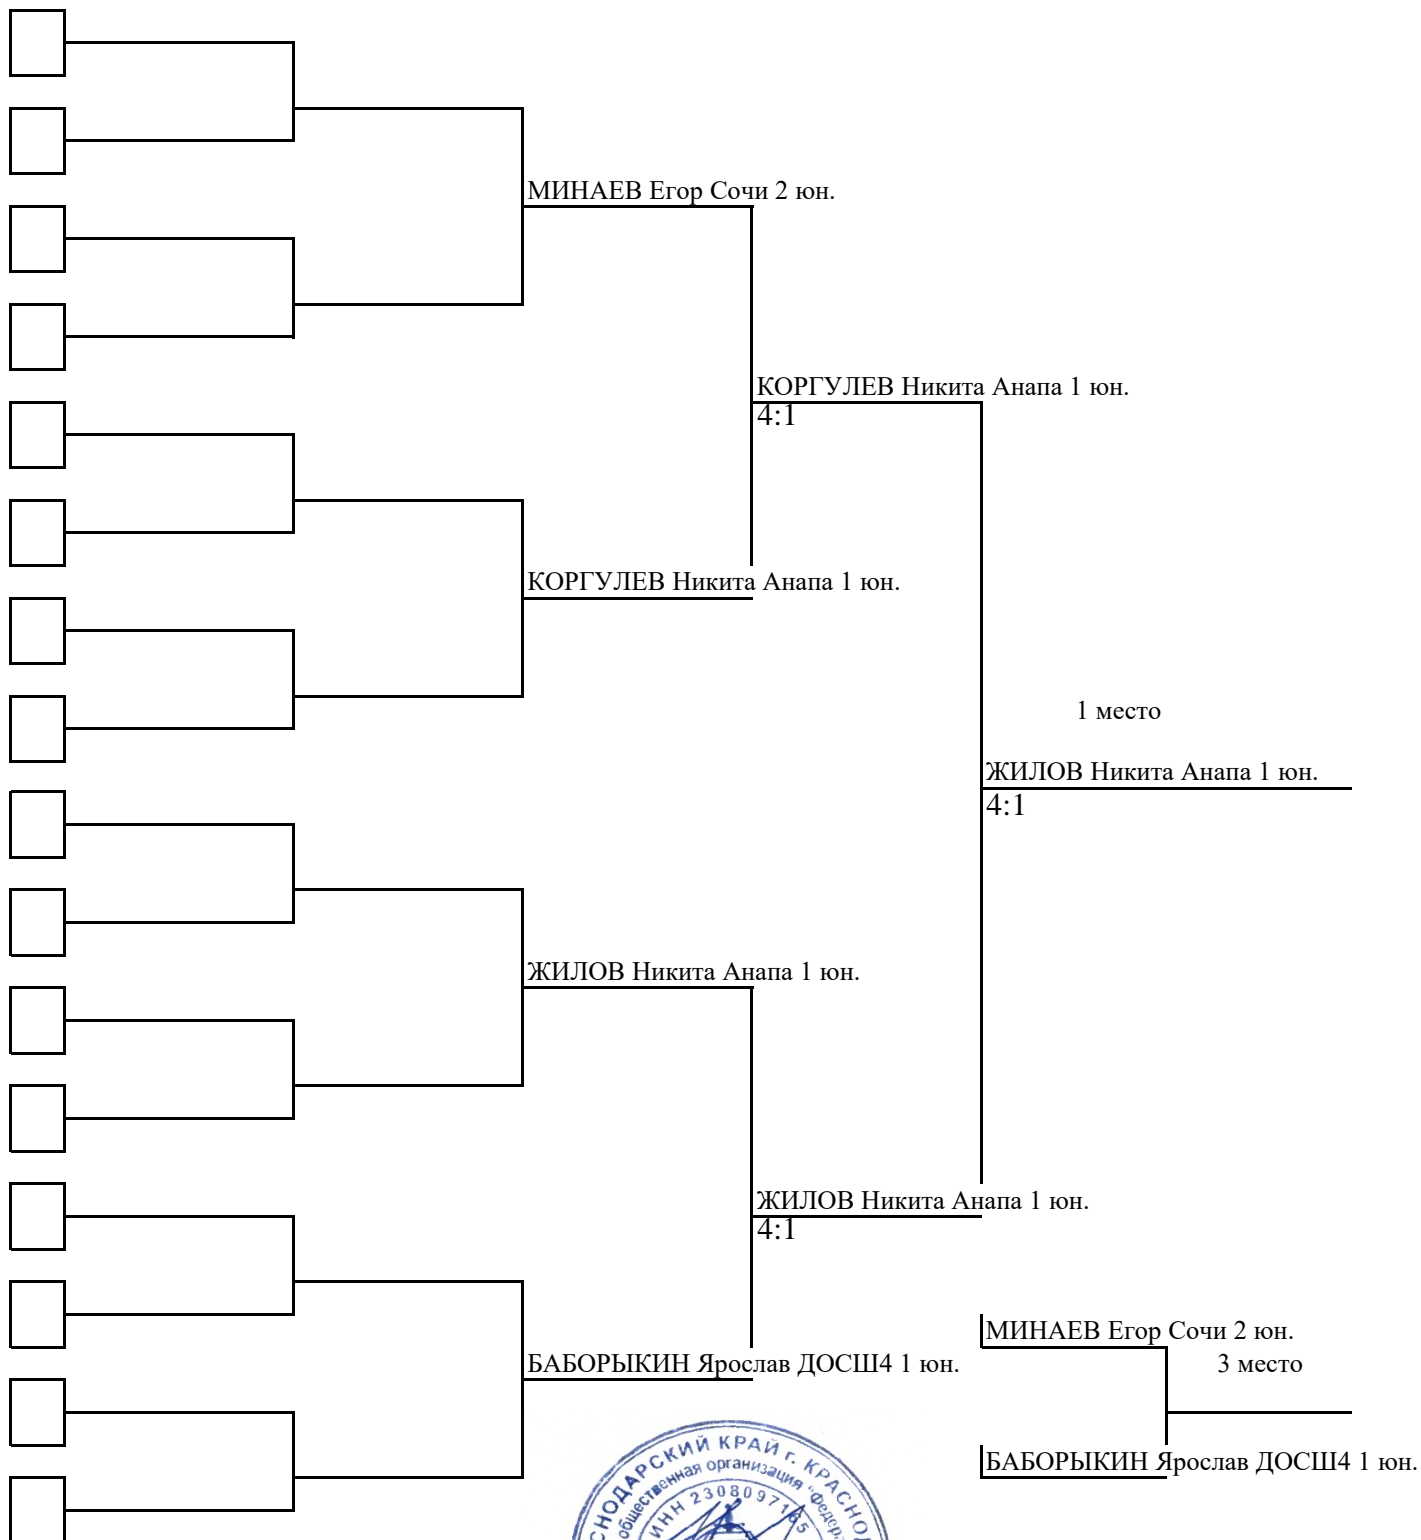 МИНАЕВ Егор Сочи 2 юн.
КОРГУЛЕВ Никита Анапа 1 юн.
4:1
КОРГУЛЕВ Никита Анапа 1 юн.
1 место
ЖИЛОВ Никита Анапа 1 юн.
4:1
ЖИЛОВ Никита Анапа 1 юн.
ЖИЛОВ Никита Анапа 1 юн.
4:1
МИНАЕВ Егор Сочи 2 юн.
БАБОРЫКИН Ярослав ДОСШ4 1 юн.
3 место
БАБОРЫКИН Ярослав ДОСШ4 1 юн.
СНОДАРСКИЙ КРАЙ г. КРАСНО
общественная организация "Федер
ИНН 2308097165